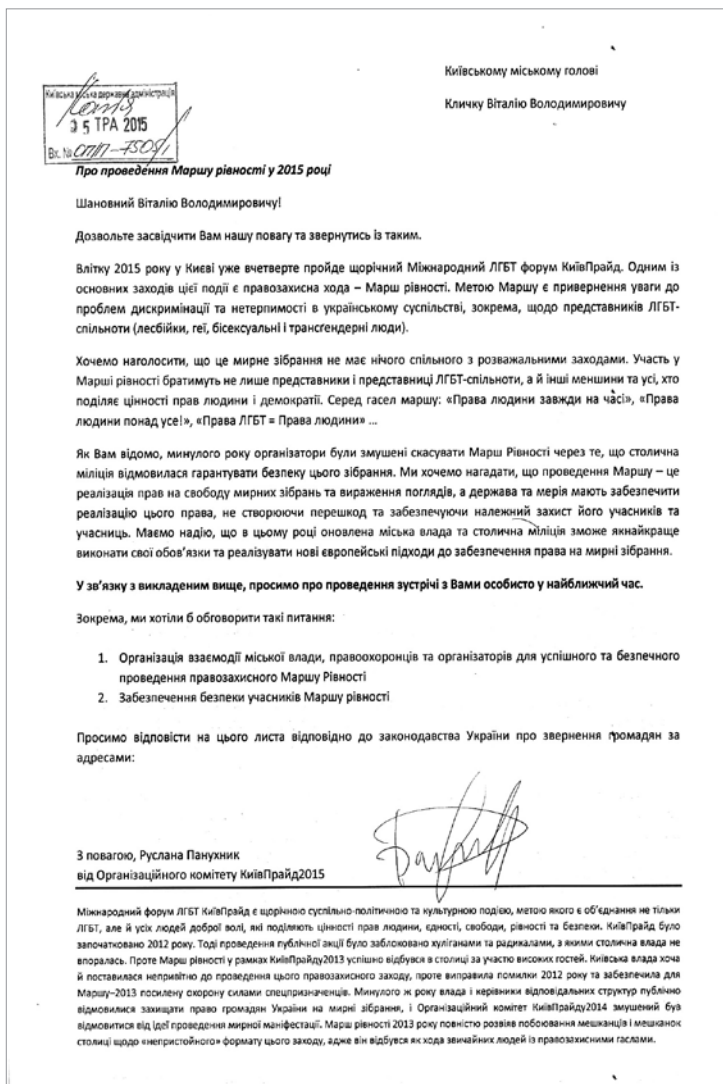 Київському міському голові
Кличку Віталію Володимировичу
Київська міська державна адміністрація
Копія
05 ТРА 2015
Вх. №
Про проведення Маршу рівності у 2015 році
Шановний Віталію Володимировичу!
Дозвольте засвідчити Вам нашу повагу та звернутись із таким.
Влітку 2015 року у Києві уже вчетверте пройде щорічний Міжнародний ЛГБТ форум КиївПрайд. Одним із
основних заходів цієї події є правозахисна хода – Марш рівності. Метою Маршу є привернення уваги до
проблем дискримінації та нетерпимості в українському суспільстві, зокрема, щодо представників ЛГБТ-
спільноти (лесбійки, геї, бісексуальні і трансгендерні люди).
Хочемо наголосити, що це мирне зібрання не має нічого спільного з розважальними заходами. Участь у
Марші рівності братимуть не лише представники і представниці ЛГБТ-спільноти, а й інші меншини та усі, хто
поділяє цінності прав людини і демократії. Серед гасел маршу: «Права людини завжди на часі», «Права
людини понад усе!», «Права ЛГБТ = Права людини» ...
Як Вам відомо, минулого року організатори були змушені скасувати Марш Рівності через те, що столична
міліція відмовилася гарантувати безпеку цього зібрання. Ми хочемо нагадати, що проведення Маршу – це
реалізація прав на свободу мирних зібрань та вираження поглядів, а держава та мерія мають забезпечити
реалізацію цього права, не створюючи перешкод та забезпечуючи належний захист його учасників та
учасниць. Маємо надію, що в цьому році оновлена міська влада та столична міліція зможе якнайкраще
виконати свої обов'язки та реалізувати нові європейські підходи до забезпечення права на мирні зібрання.
У зв'язку з викладеним вище, просимо про проведення зустрічі з Вами особисто у найближчий час.
Зокрема, ми хотіли б обговорити такі питання:
1. Організація взаємодії міської влади, правоохоронців та організаторів для успішного та безпечного
проведення правозахисного Маршу Рівності
2. Забезпечення безпеки учасників Маршу рівності
Просимо відповісти на цього листа відповідно до законодавства України про звернення громадян за
адресами:
З повагою, Руслана Панухник
від Організаційного комітету КиївПрайд2015
Міжнародний форум ЛГБТ КиївПрайд є щорічною суспільно-політичною та культурною подією, метою якого є об'єднання не тільки
ЛГБТ, але й усіх людей доброї волі, які поділяють цінності прав людини, єдності, свободи, рівності та безпеки. КиївПрайд було
започатковано 2012 року. Тоді проведення публічної акції було заблоковано хуліганами та радикалами, з якими столична влада не
впоралась. Проте Марш рівності у рамках КиївПрайду2013 успішно відбувся в столиці за участю високих гостей. Київська влада хоча
й поставилася непривітно до проведення цього правозахисного заходу, проте виправила помилки 2012 року та забезпечила для
Маршу–2013 посилену охорону силами спецпризначенців. Минулого ж року влада і керівники відповідальних структур публічно
відмовилися захищати право громадян України на мирні зібрання, і Організаційний комітет КиївПрайду2014 змушений був
відмовитися від ідеї проведення мирної маніфестації. Марш рівності 2013 року повністю розвіяв побоювання мешканців і мешканок
столиці щодо «непристойного» формату цього заходу, адже він відбувся як хода звичайних людей із правозахисними гаслами.